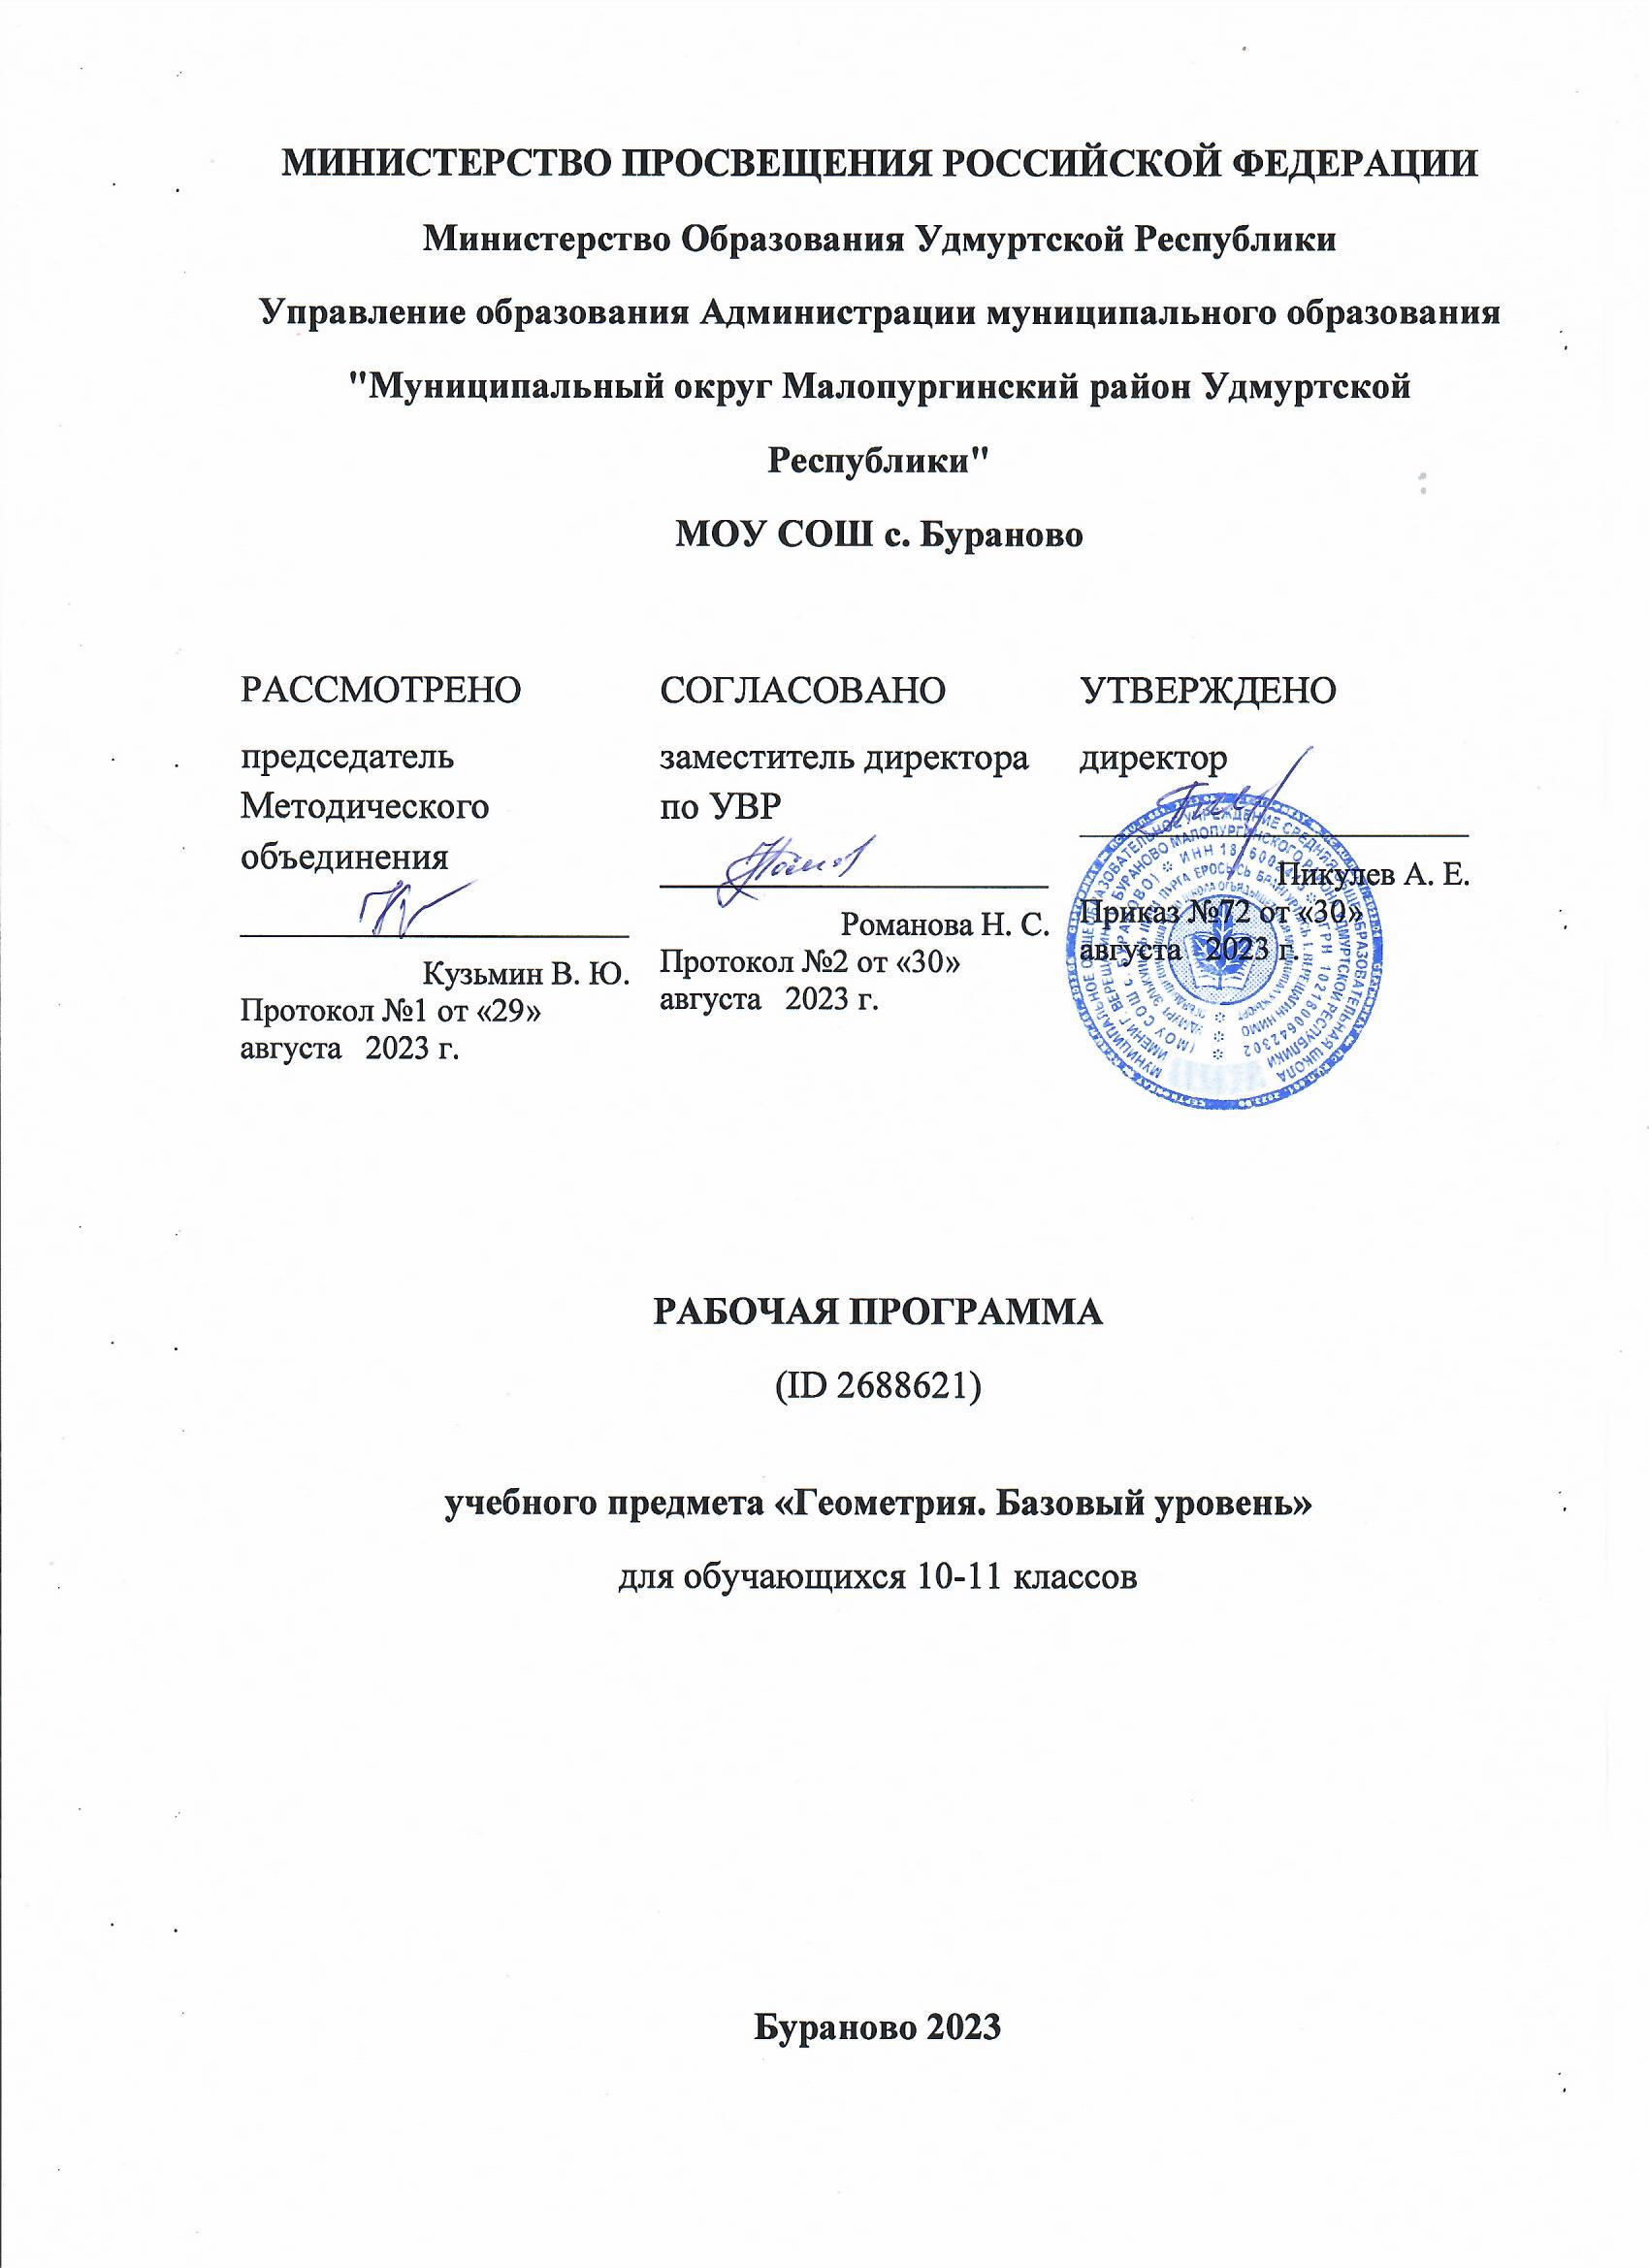 МИНИСТЕРСТВО ПРОСВЕЩЕНИЯ РОССИЙСКОЙ ФЕДЕРАЦИИ
Министерство Образования Удмуртской Республики
Управление образования Администрации муниципального образования
"Муниципальный округ Малопургинский район Удмуртской
Республики"
МОУ СОШ с. Бураново
РАССМОТРЕНО
председатель
Методического
объединения
Кузьмин В. Ю.
Протокол №1 от «29»
августа   2023 г.
СОГЛАСОВАНО
заместитель директора
по УВР
Романова Н. С.
Протокол №2 от «30»
августа   2023 г.
УТВЕРЖДЕНО
директор
Пикулев А. Е.
Приказ №72 от «30»
августа   2023 г.
РАБОЧАЯ ПРОГРАММА
(ID 2688621)
учебного предмета «Геометрия. Базовый уровень»
для обучающихся 10-11 классов
Бураново 2023